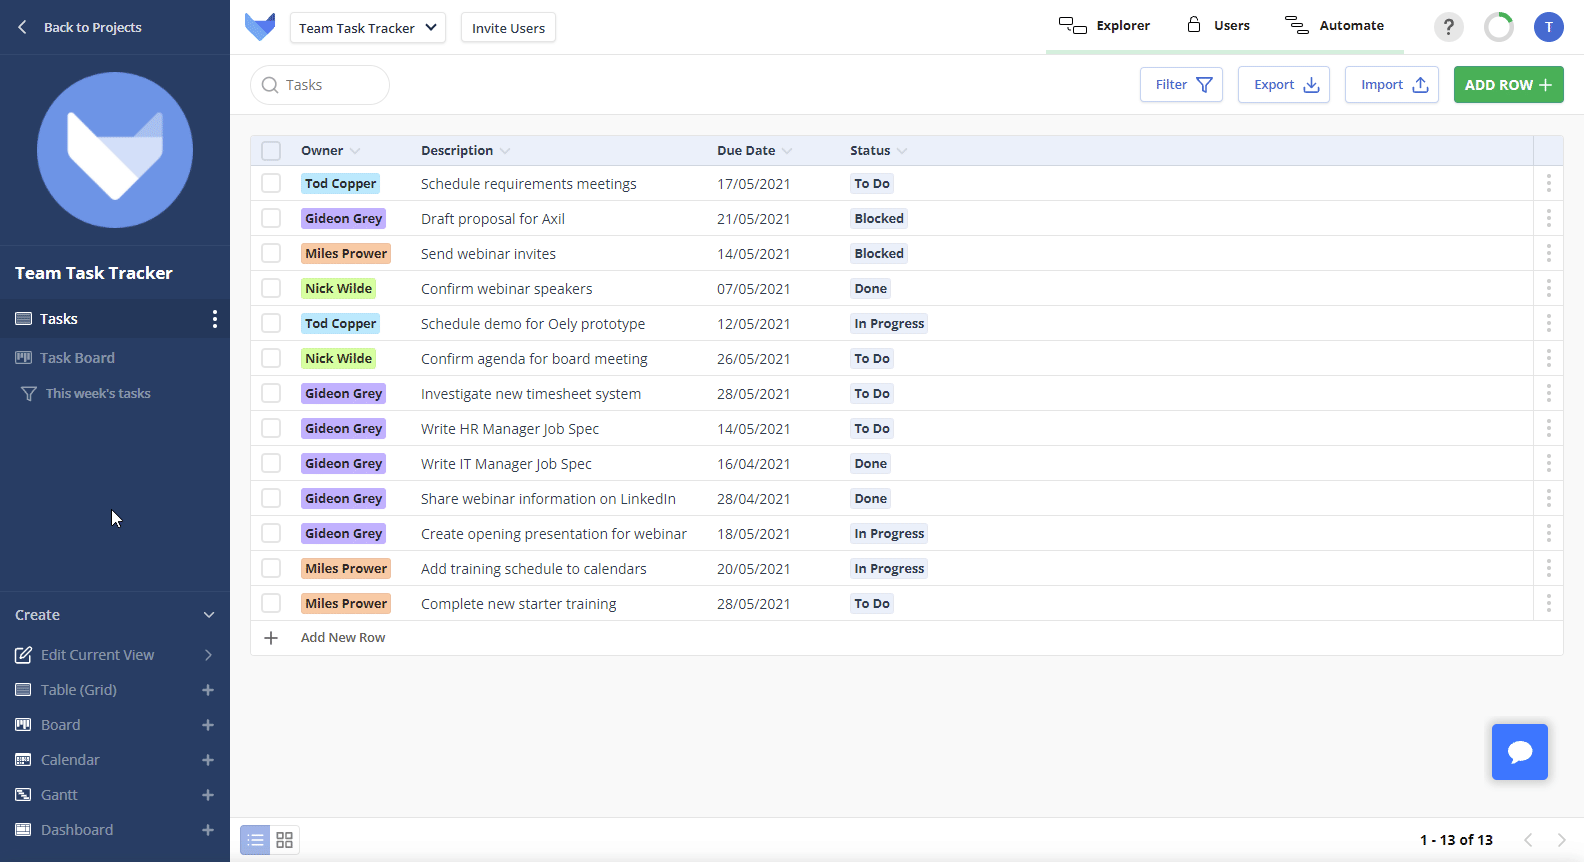 Back to Projects
Team Task Tracker
Tasks
Task Board
This week's tasks
Create
Edit Current View
Table (Grid)
Board
Calendar
Gantt
Dashboard
Team Task Tracker
Invite Users
Explorer
Users
Automate
?
T
Tasks
Filter
Export
Import
ADD ROW
Owner Description Due Date Status
Tod Copper Schedule requirements meetings 17/05/2021 To Do
Gideon Grey Draft proposal for Axil 21/05/2021 Blocked
Miles Prower Send webinar invites 14/05/2021 Blocked
Nick Wilde Confirm webinar speakers 07/05/2021 Done
Tod Copper Schedule demo for Oely prototype 12/05/2021 In Progress
Nick Wilde Confirm agenda for board meeting 26/05/2021 To Do
Gideon Grey Investigate new timesheet system 28/05/2021 To Do
Gideon Grey Write HR Manager Job Spec 14/05/2021 To Do
Gideon Grey Write IT Manager Job Spec 16/04/2021 Done
Gideon Grey Share webinar information on LinkedIn 28/04/2021 Done
Gideon Grey Create opening presentation for webinar 18/05/2021 In Progress
Miles Prower Add training schedule to calendars 20/05/2021 In Progress
Miles Prower Complete new starter training 28/05/2021 To Do
Add New Row
1 - 13 of 13